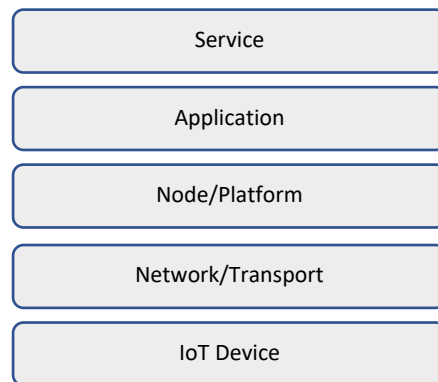 Service
Application
Node/Platform
Network/Transport
IoT Device